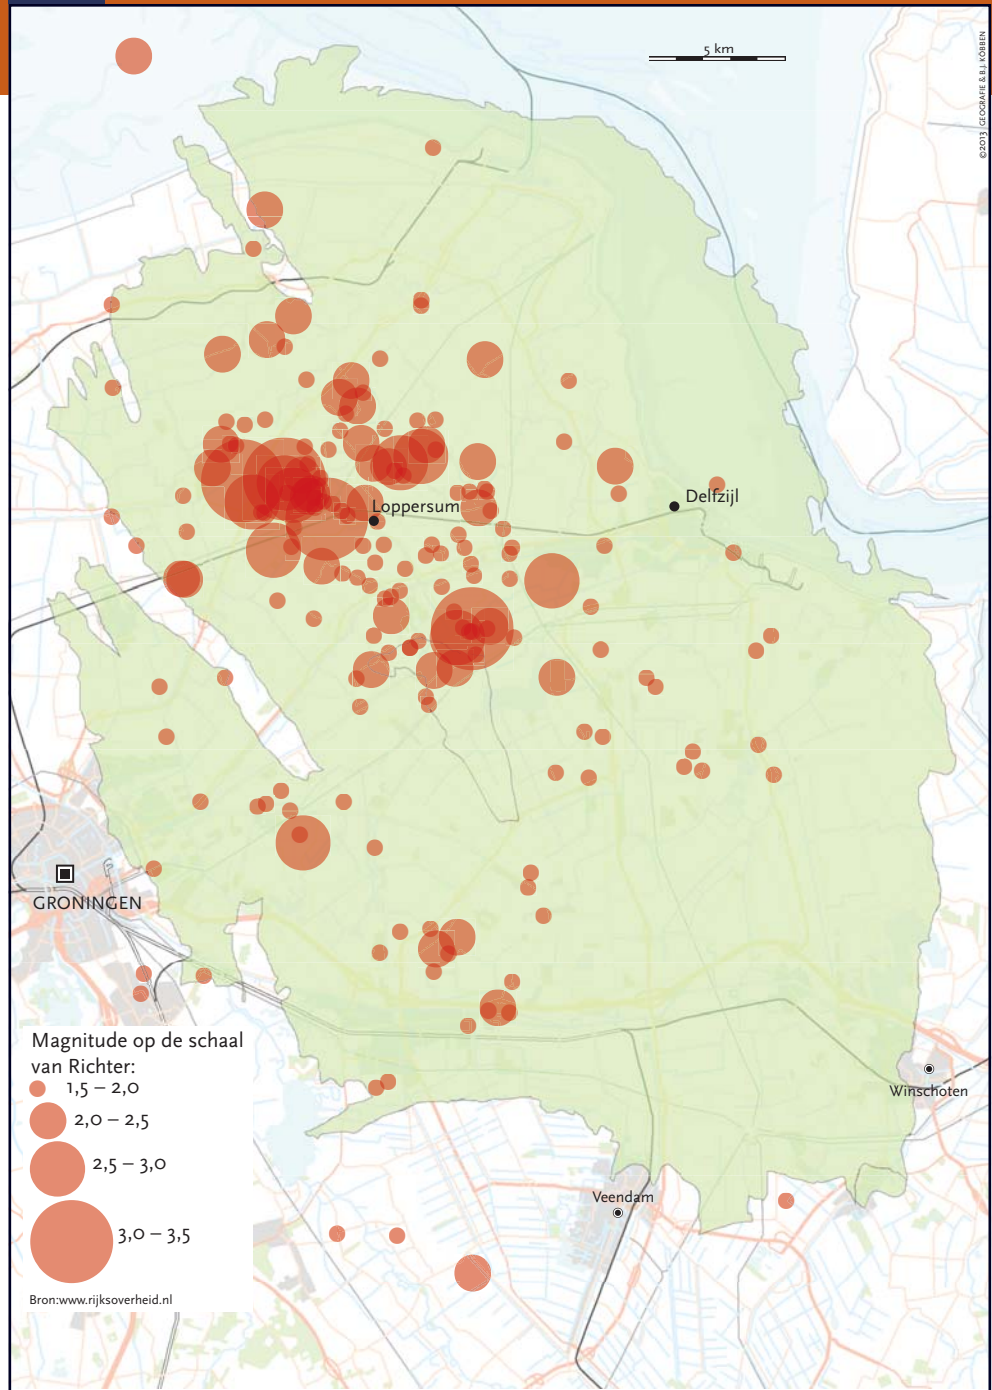 5 km
©2013 GEOGRAFIE & B.J. KÖBBEN
Loppersum
Delfzijl
GRONINGEN
Winschoten
Veendam
Magnitude op de schaal
van Richter:
1,5 – 2,0
2,0 – 2,5
2,5 – 3,0
3,0 – 3,5
Bron:www.rijksoverheid.nl